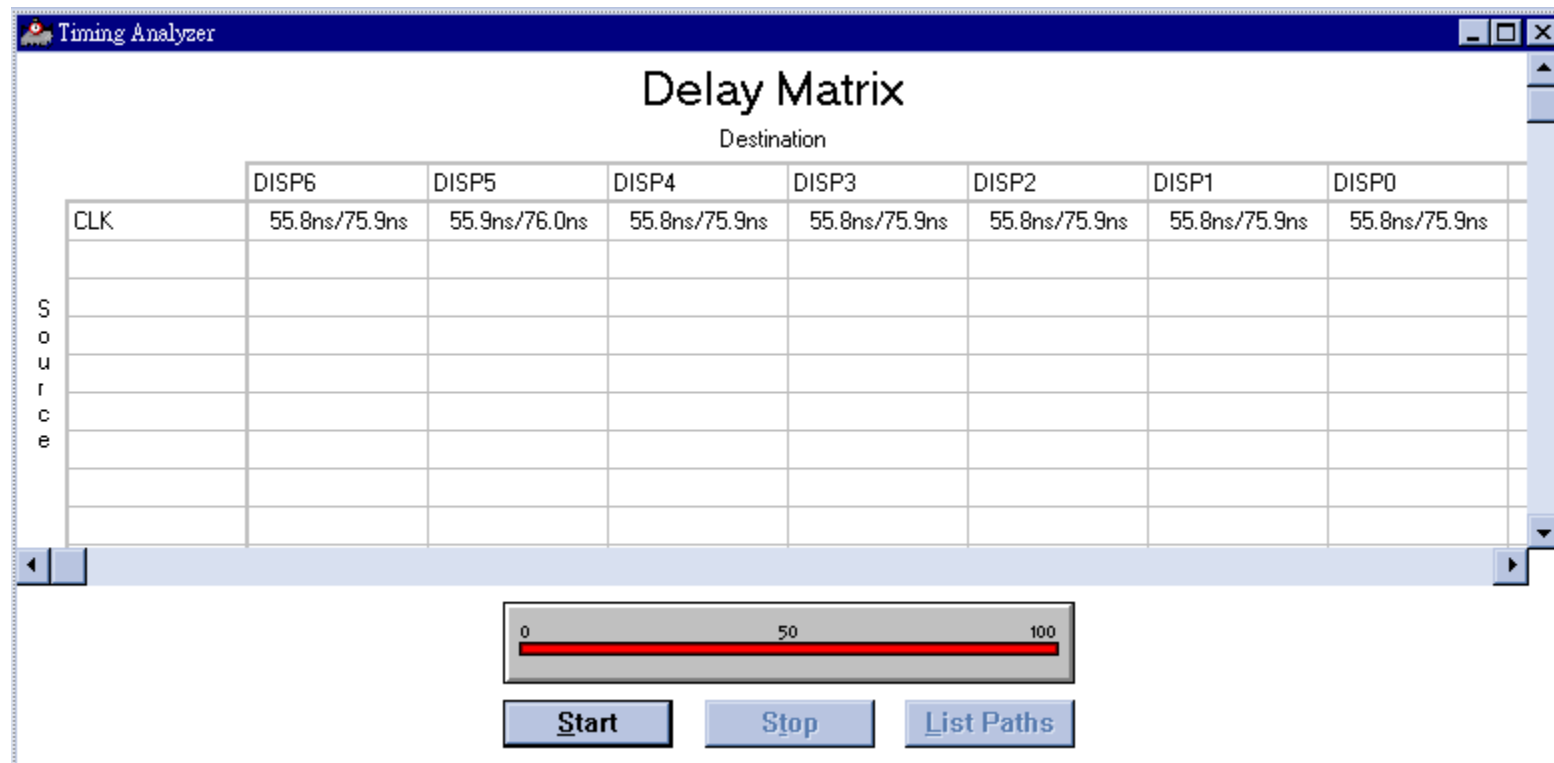 Timing Analyzer
Delay Matrix
Destination
DISP6 DISP5 DISP4 DISP3 DISP2 DISP1 DISP0
CLK 55.8ns/75.9ns 55.9ns/76.0ns 55.8ns/75.9ns 55.8ns/75.9ns 55.8ns/75.9ns 55.8ns/75.9ns 55.8ns/75.9ns
Source
0 50 100
Start Stop List Paths